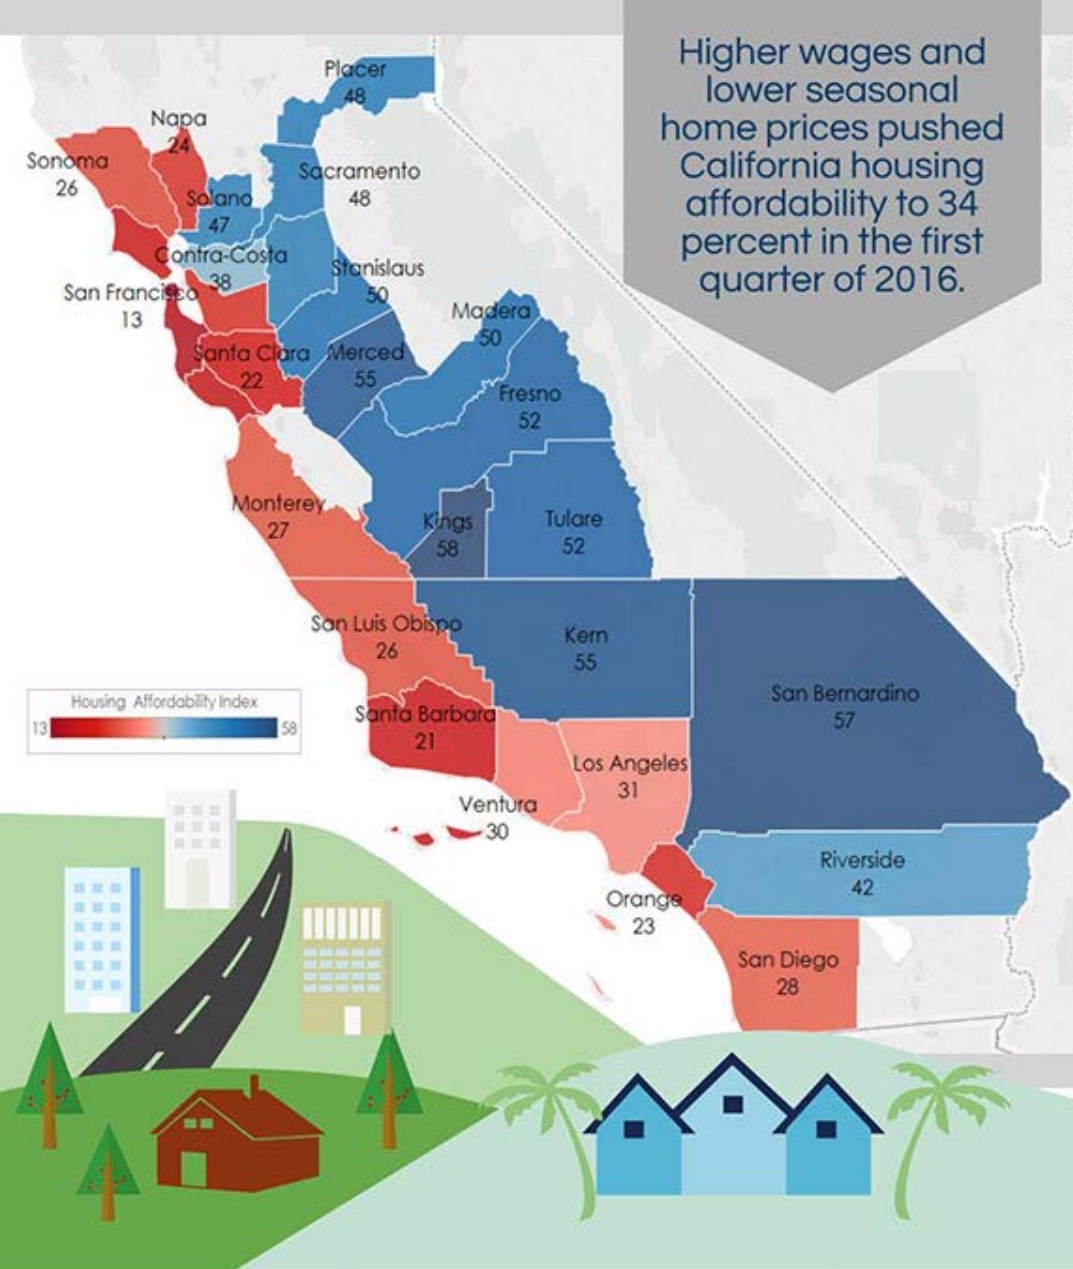 Higher wages and
lower seasonal
home prices pushed
California housing
affordability to 34
percent in the first
quarter of 2016.
Placer
48
Napa
24
Sonoma
26
Sacramento
48
Solano
47
Contra-Costa
38
Stanislaus
50
San Francisco
13
Madera
50
Santa Clara
22
Merced
55
Fresno
52
Monterey
27
Kings
58
Tulare
52
San Luis Obispo
26
Kern
55
San Bernardino
57
Housing Affordability Index
13
58
Santa Barbara
21
Los Angeles
31
Ventura
30
Riverside
42
Orange
23
San Diego
28